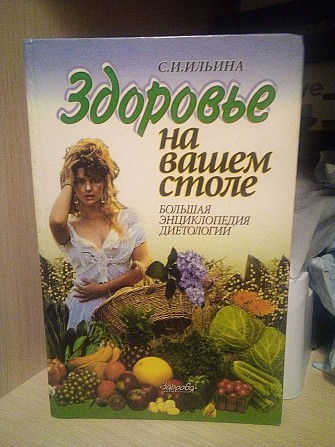 С.И.ИЛЬИНА
Здоровье
на
вашем
столе
БОЛЬШАЯ
ЭНЦИКЛОПЕДИЯ
ДИЕТОЛОГИИ